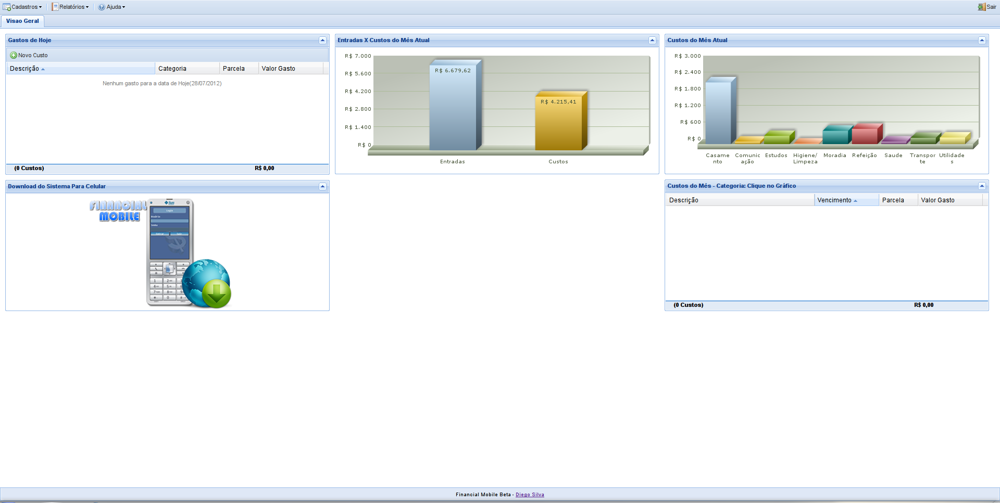 Cadastros
Relatórios
Ajuda
Sair
Visao Geral
Gastos de Hoje
Novo Custo
Descrição
Categoria
Parcela
Valor Gasto
Nenhum gasto para a data de Hoje(28/07/2012)
(0 Custos)
R$ 0,00
Entradas X Custos do Mês Atual
R$ 7.000
R$ 5.600
R$ 4.200
R$ 2.800
R$ 1.400
R$ 0
R$ 6.679,62
R$ 4.215,41
Entradas
Custos
Custos do Mês Atual
R$ 3.000
R$ 2.400
R$ 1.800
R$ 1.200
R$ 600
R$ 0
Casame
nto
Comunic
ação
Estudos
Higiene/
Limpeza
Moradia
Refeição
Saude
Transpor
te
Utilidade
s
Download do Sistema Para Celular
FINANCIAL
MOBILE
Sun
Login
Custos do Mês - Categoria: Clique no Gráfico
Descrição
Vencimento
Parcela
Valor Gasto
(0 Custos)
R$ 0,00
Financial Mobile Beta - Diego Silva